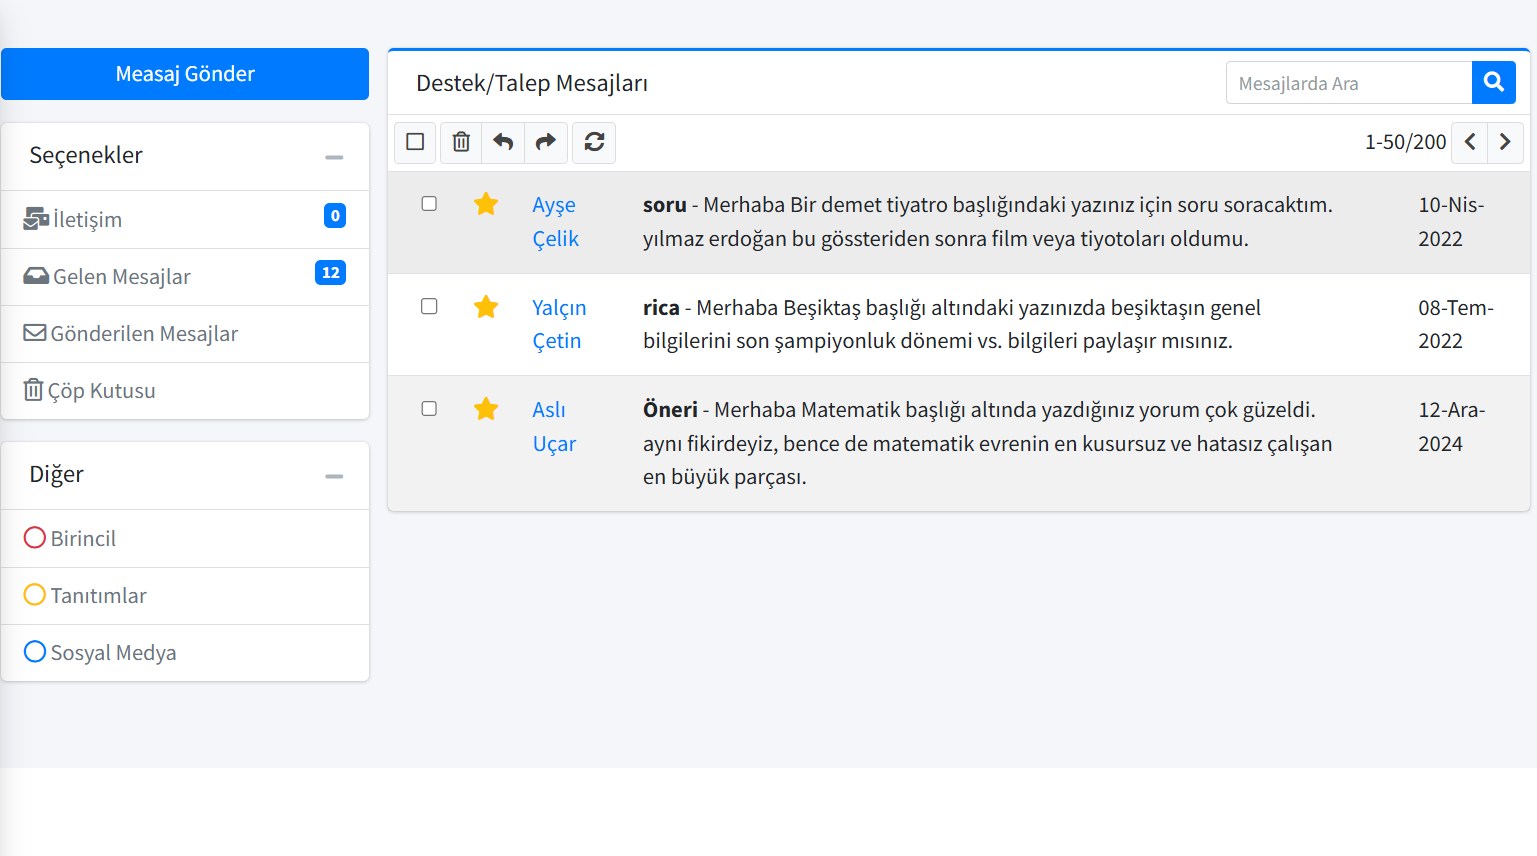 Measaj Gönder
Seçenekler
İletişim 0
Gelen Mesajlar 12
Gönderilen Mesajlar
Çöp Kutusu
Diğer
Birincil
Tanıtımlar
Sosyal Medya
Destek/Talep Mesajları
Mesajlarda Ara
1-50/200
Ayşe
Çelik
soru - Merhaba Bir demet tiyatro başlığındaki yazınız için soru soracaktım.
yılmaz erdoğan bu gössteriden sonra film veya tiyotoları oldumu.
10-Nis-
2022
Yalçın
Çetin
rica - Merhaba Beşiktaş başlığı altındaki yazınızda beşiktaşın genel
bilgilerini son şampiyonluk dönemi vs. bilgileri paylaşır mısınız.
08-Tem-
2022
Aslı
Uçar
Öneri - Merhaba Matematik başlığı altında yazdığınız yorum çok güzeldi.
aynı fikirdeyiz, bence de matematik evrenin en kusursuz ve hatasız çalışan
en büyük parçası.
12-Ara-
2024